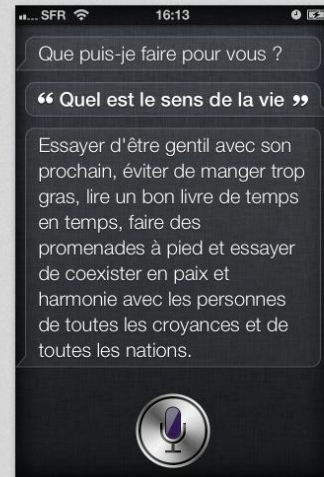 SFR 16:13
Que puis-je faire pour vous ?
“ Quel est le sens de la vie ”
Essayer d'être gentil avec son
prochain, éviter de manger trop
gras, lire un bon livre de temps
en temps, faire des
promenades à pied et essayer
de coexister en paix et
harmonie avec les personnes
de toutes les croyances et de
toutes les nations.